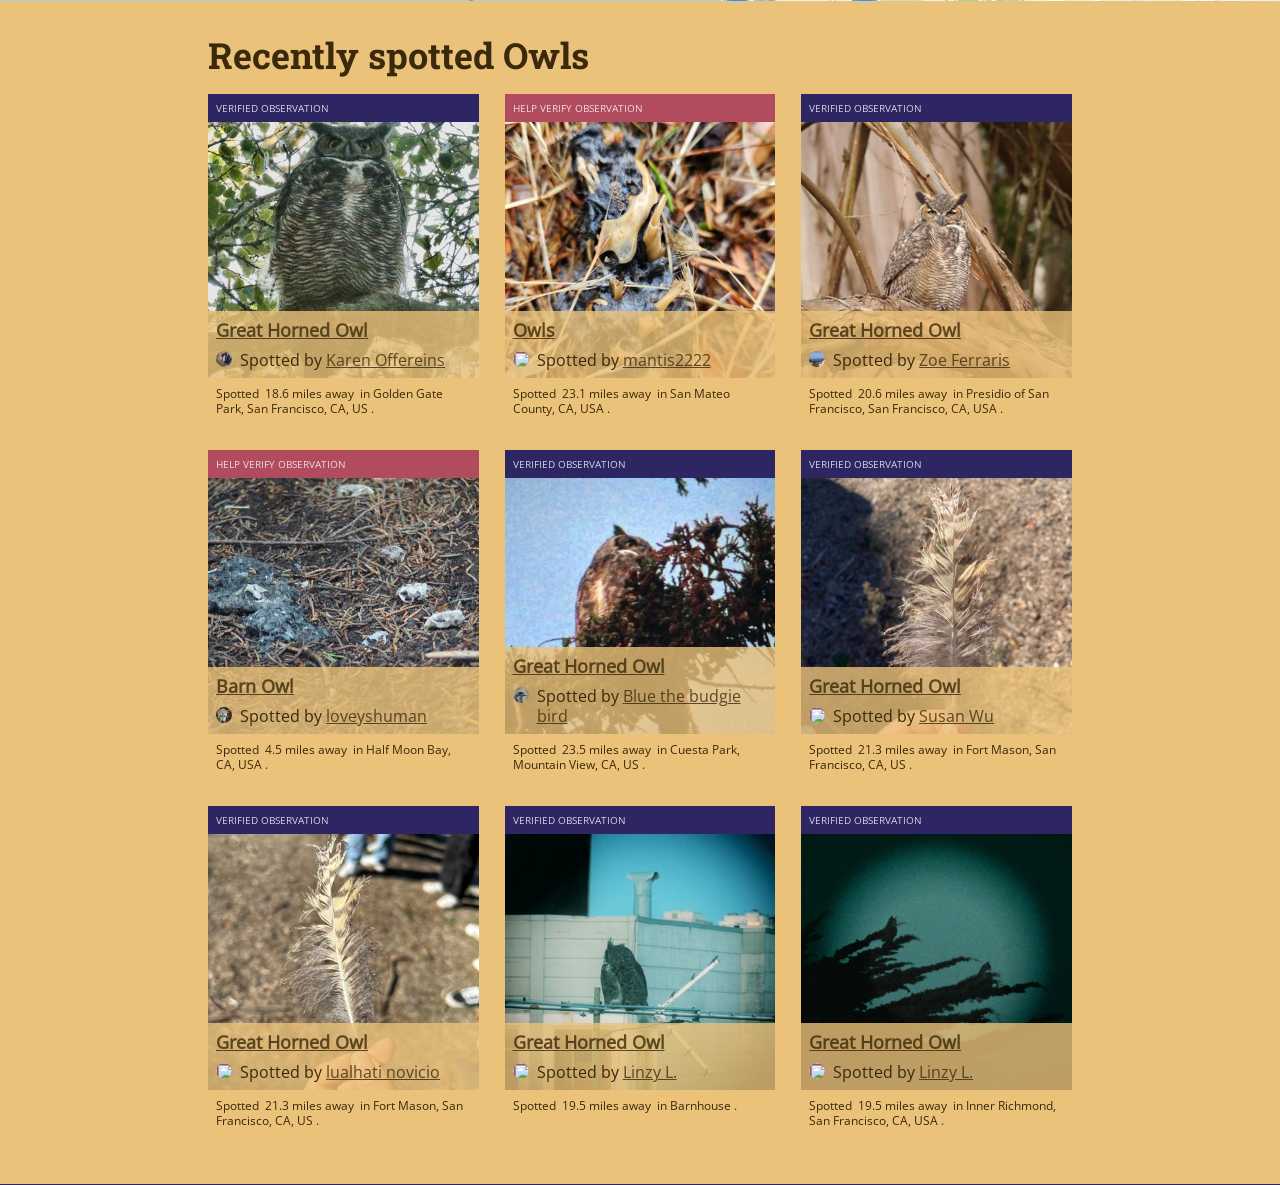 Recently spotted Owls
VERIFIED OBSERVATION
Great Horned Owl
Spotted by Karen Offereins
Spotted 18.6 miles away in Golden Gate
Park, San Francisco, CA, US .
HELP VERIFY OBSERVATION
Owls
Spotted by mantis2222
Spotted 23.1 miles away in San Mateo
County, CA, USA .
VERIFIED OBSERVATION
Great Horned Owl
Spotted by Zoe Ferraris
Spotted 20.6 miles away in Presidio of San
Francisco, San Francisco, CA, USA .
HELP VERIFY OBSERVATION
Barn Owl
Spotted by loveyshuman
Spotted 4.5 miles away in Half Moon Bay,
CA, USA .
VERIFIED OBSERVATION
Great Horned Owl
Spotted by Blue the budgie
bird
Spotted 23.5 miles away in Cuesta Park,
Mountain View, CA, US .
VERIFIED OBSERVATION
Great Horned Owl
Spotted by Susan Wu
Spotted 21.3 miles away in Fort Mason, San
Francisco, CA, US .
VERIFIED OBSERVATION
Great Horned Owl
Spotted by lualhati novicio
Spotted 21.3 miles away in Fort Mason, San
Francisco, CA, US .
VERIFIED OBSERVATION
Great Horned Owl
Spotted by Linzy L.
Spotted 19.5 miles away in Barnhouse .
VERIFIED OBSERVATION
Great Horned Owl
Spotted by Linzy L.
Spotted 19.5 miles away in Inner Richmond,
San Francisco, CA, USA .